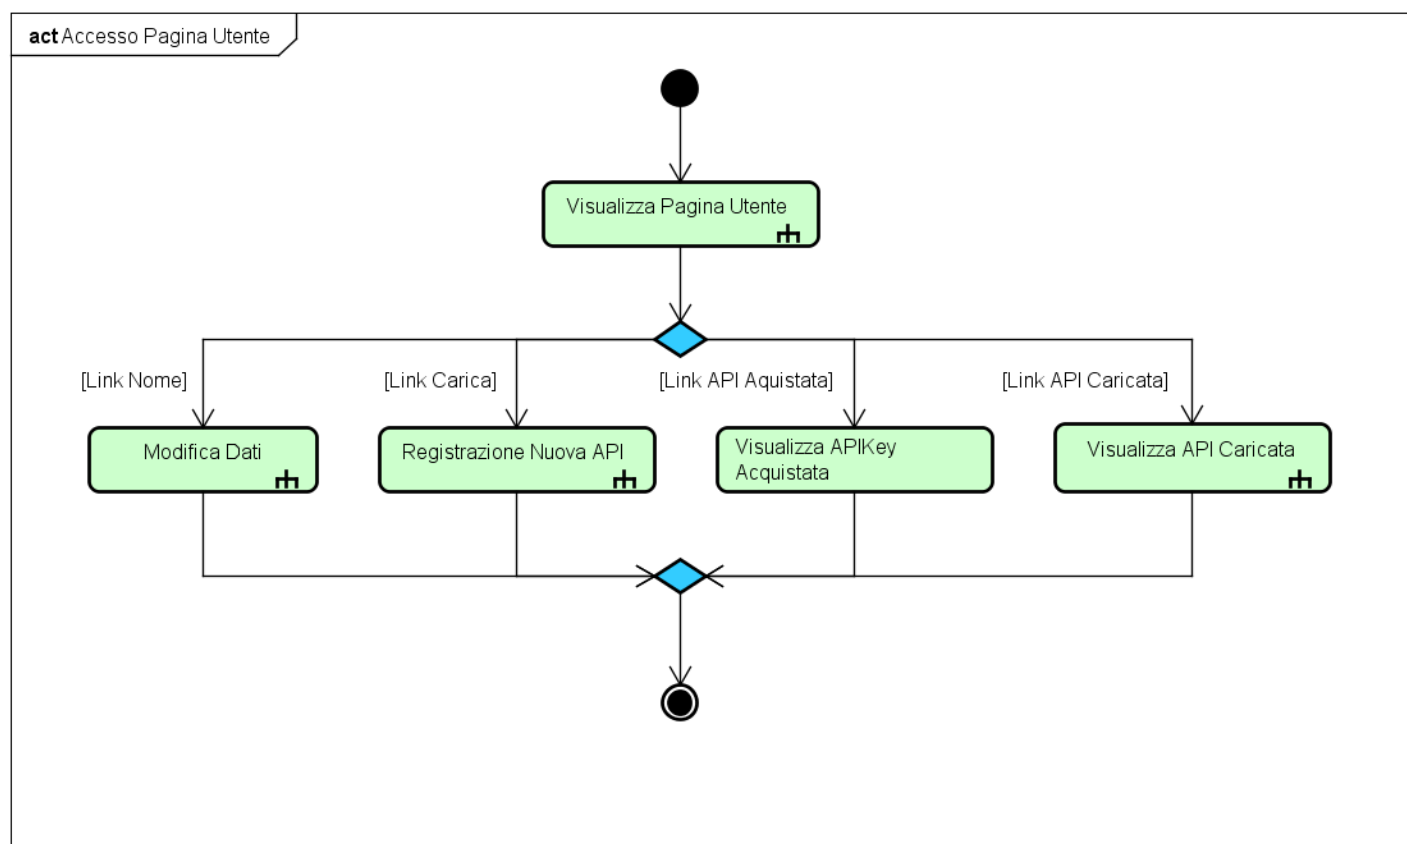 act Accesso Pagina Utente
Visualizza Pagina Utente
[Link Nome]
[Link Carica]
[Link API Aquistata]
[Link API Caricata]
Modifica Dati
Registrazione Nuova API
Visualizza APIKey
Acquistata
Visualizza API Caricata